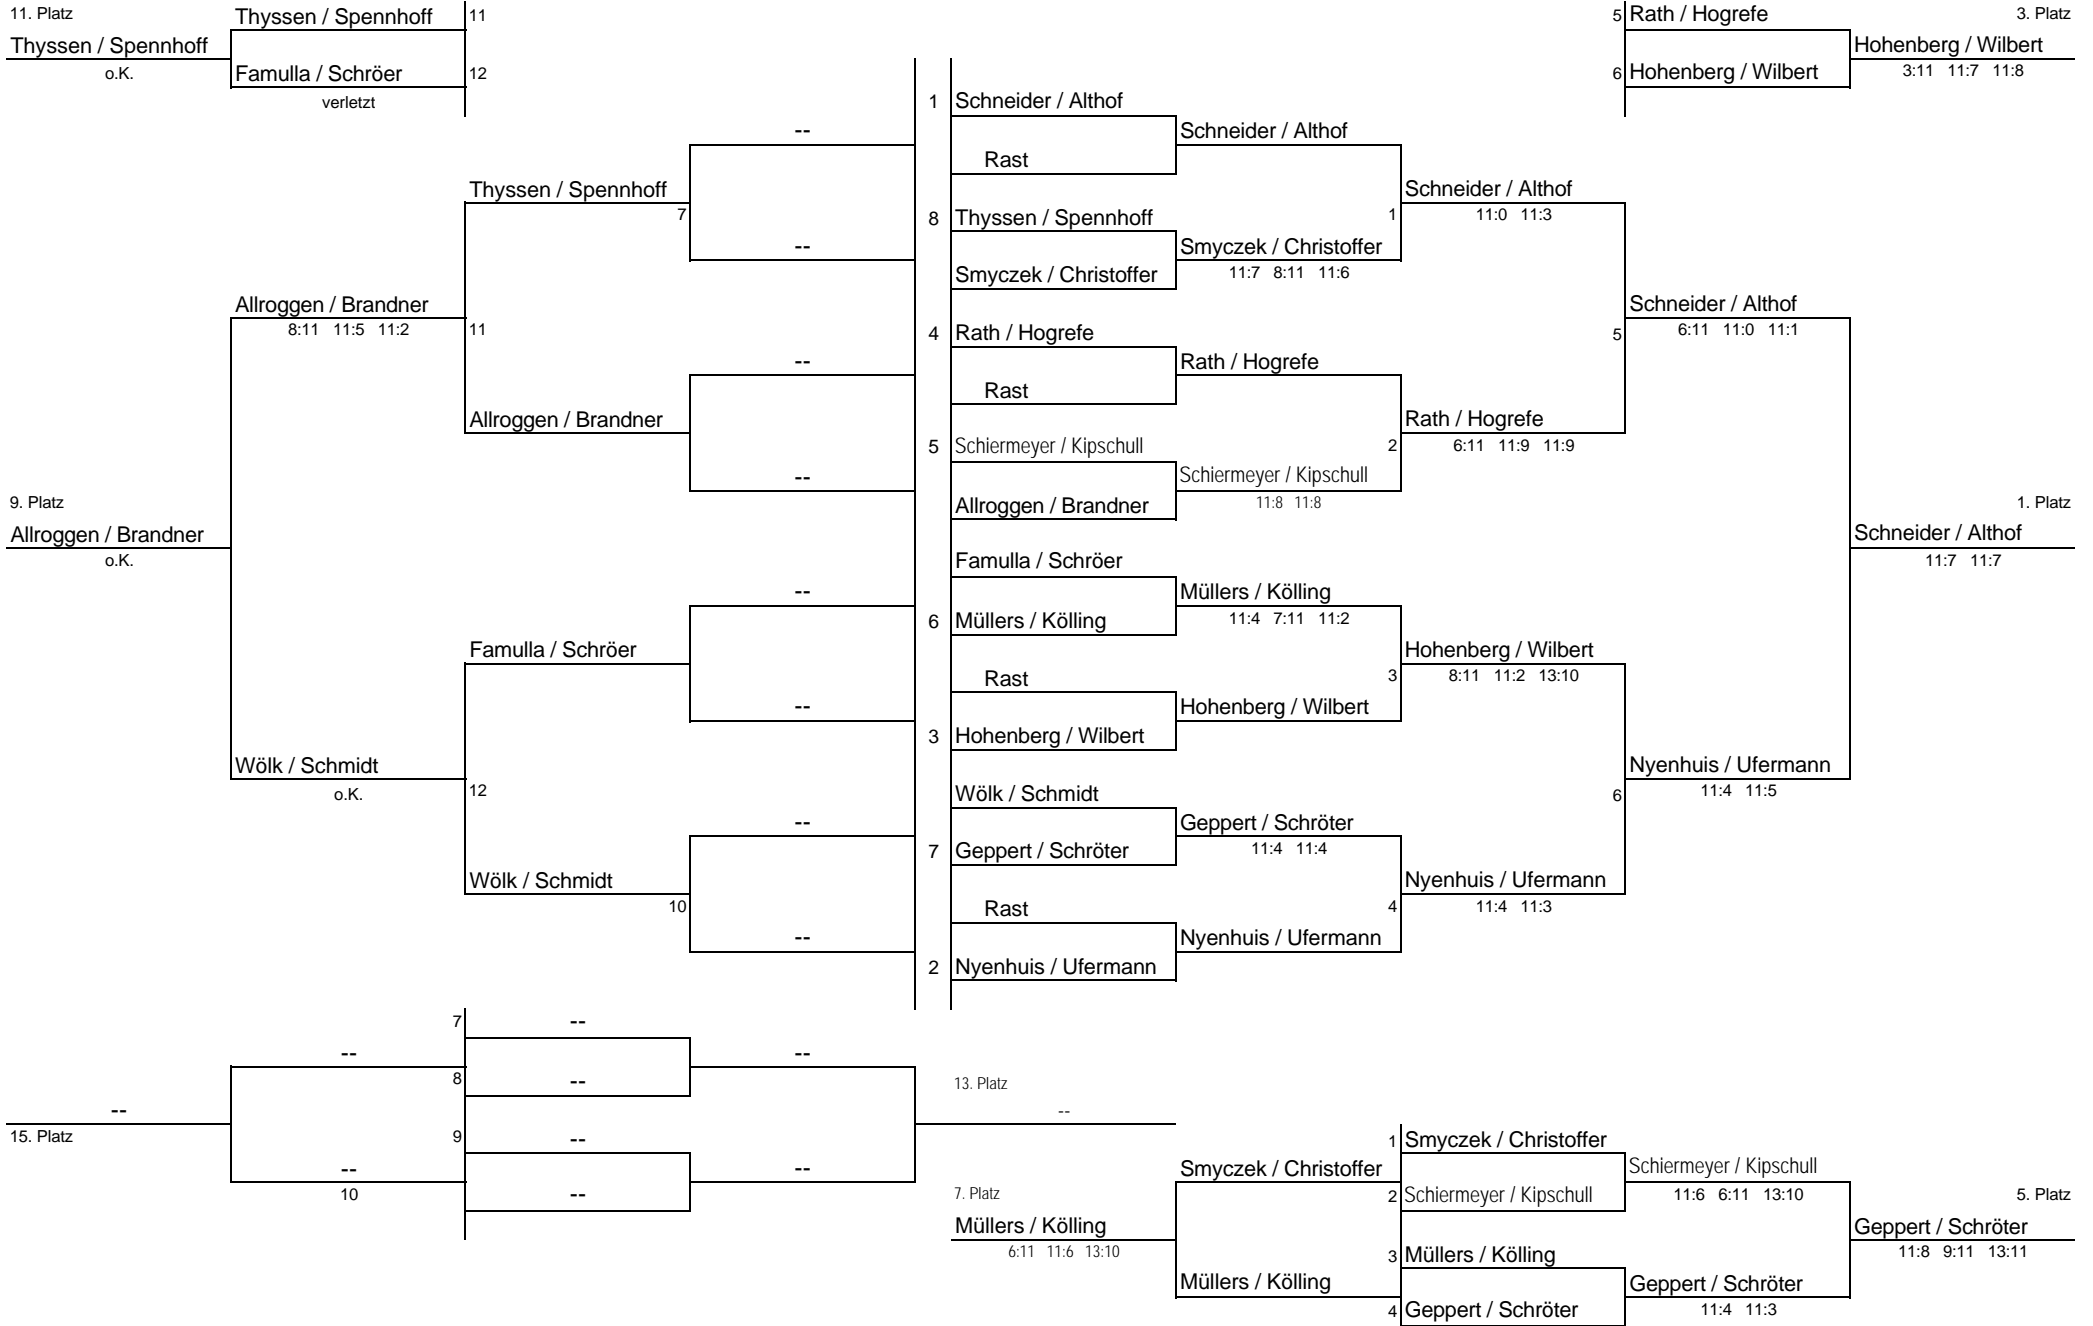 11. Platz
Thyssen / Spennhoff
11
5
Rath / Hogrefe
3. Platz
Thyssen / Spennhoff
Hohenberg / Wilbert
o.K.
Famulla / Schröer
12
6
Hohenberg / Wilbert
3:11 11:7 11:8
verletzt
1
Schneider / Althof
--
Schneider / Althof
Rast
Thyssen / Spennhoff
Schneider / Althof
7
8
Thyssen / Spennhoff
1
11:0 11:3
--
Smyczek / Christoffer
Smyczek / Christoffer
11:7 8:11 11:6
Allroggen / Brandner
Schneider / Althof
8:11 11:5 11:2
11
4
Rath / Hogrefe
5
6:11 11:0 11:1
--
Rath / Hogrefe
Rast
Allroggen / Brandner
Rath / Hogrefe
5
Schiermeyer / Kipschull
2
6:11 11:9 11:9
--
Schiermeyer / Kipschull
9. Platz
Allroggen / Brandner
11:8 11:8
1. Platz
Allroggen / Brandner
Schneider / Althof
o.K.
Famulla / Schröer
11:7 11:7
--
Müllers / Kölling
6
Müllers / Kölling
11:4 7:11 11:2
Famulla / Schröer
Hohenberg / Wilbert
Rast
3
8:11 11:2 13:10
--
Hohenberg / Wilbert
3
Hohenberg / Wilbert
Wölk / Schmidt
Nyenhuis / Ufermann
o.K.
12
Wölk / Schmidt
6
11:4 11:5
--
Geppert / Schröter
7
Geppert / Schröter
11:4 11:4
Wölk / Schmidt
Nyenhuis / Ufermann
10
Rast
4
11:4 11:3
--
Nyenhuis / Ufermann
2
Nyenhuis / Ufermann
7
--
--
--
8
--
13. Platz
--
--
15. Platz
9
--
1
Smyczek / Christoffer
--
--
Smyczek / Christoffer
Schiermeyer / Kipschull
10
--
7. Platz
2
Schiermeyer / Kipschull
11:6 6:11 13:10
5. Platz
Müllers / Kölling
Geppert / Schröter
6:11 11:6 13:10
3
Müllers / Kölling
11:8 9:11 13:11
Müllers / Kölling
Geppert / Schröter
4
Geppert / Schröter
11:4 11:3